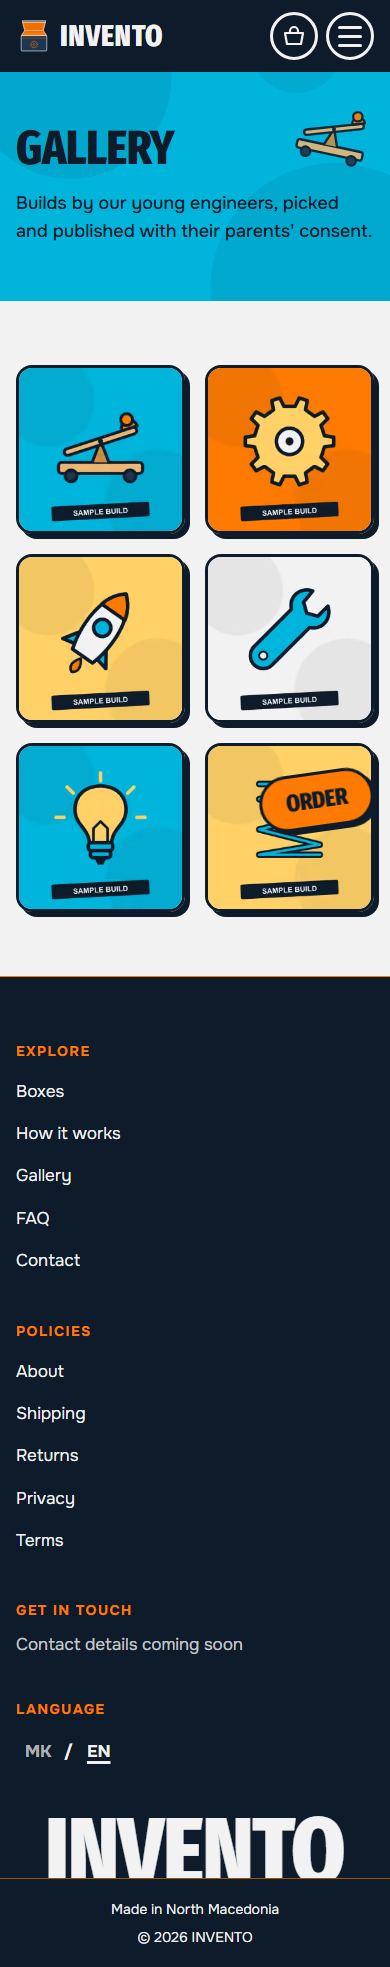 INVENTO
GALLERY
Builds by our young engineers, picked
and published with their parents' consent.
SAMPLE BUILD
SAMPLE BUILD
SAMPLE BUILD
SAMPLE BUILD
ORDER
SAMPLE BUILD
SAMPLE BUILD
EXPLORE
Boxes
How it works
Gallery
FAQ
Contact
POLICIES
About
Shipping
Returns
Privacy
Terms
GET IN TOUCH
Contact details coming soon
LANGUAGE
MK / EN
INVENTO
Made in North Macedonia
© 2026 INVENTO